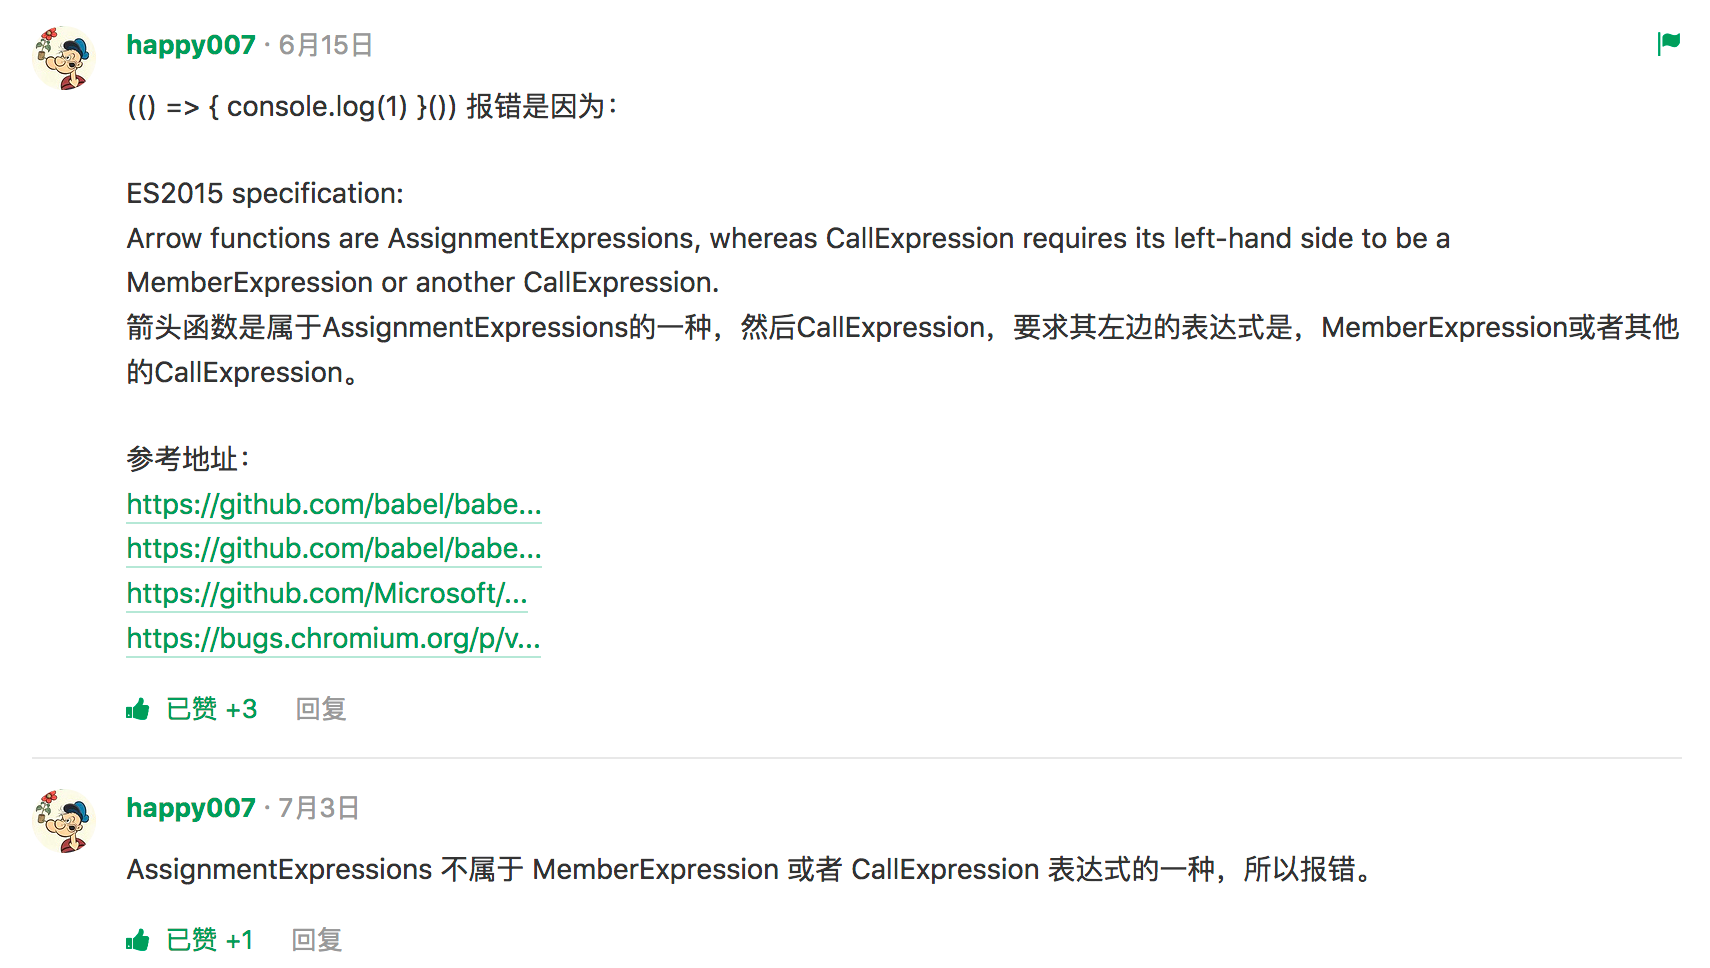 happy007 · 6月15日
(() => { console.log(1) }()) 报错是因为：
ES2015 specification:
Arrow functions are AssignmentExpressions, whereas CallExpression requires its left-hand side to be a
MemberExpression or another CallExpression.
箭头函数是属于AssignmentExpressions的一种，然后CallExpression，要求其左边的表达式是，MemberExpression或者其他
的CallExpression。
参考地址：
https://github.com/babel/babe...
https://github.com/babel/babe...
https://github.com/Microsoft/...
https://bugs.chromium.org/p/v...
已赞 +3 回复
happy007 · 7月3日
AssignmentExpressions 不属于 MemberExpression 或者 CallExpression 表达式的一种，所以报错。
已赞 +1 回复